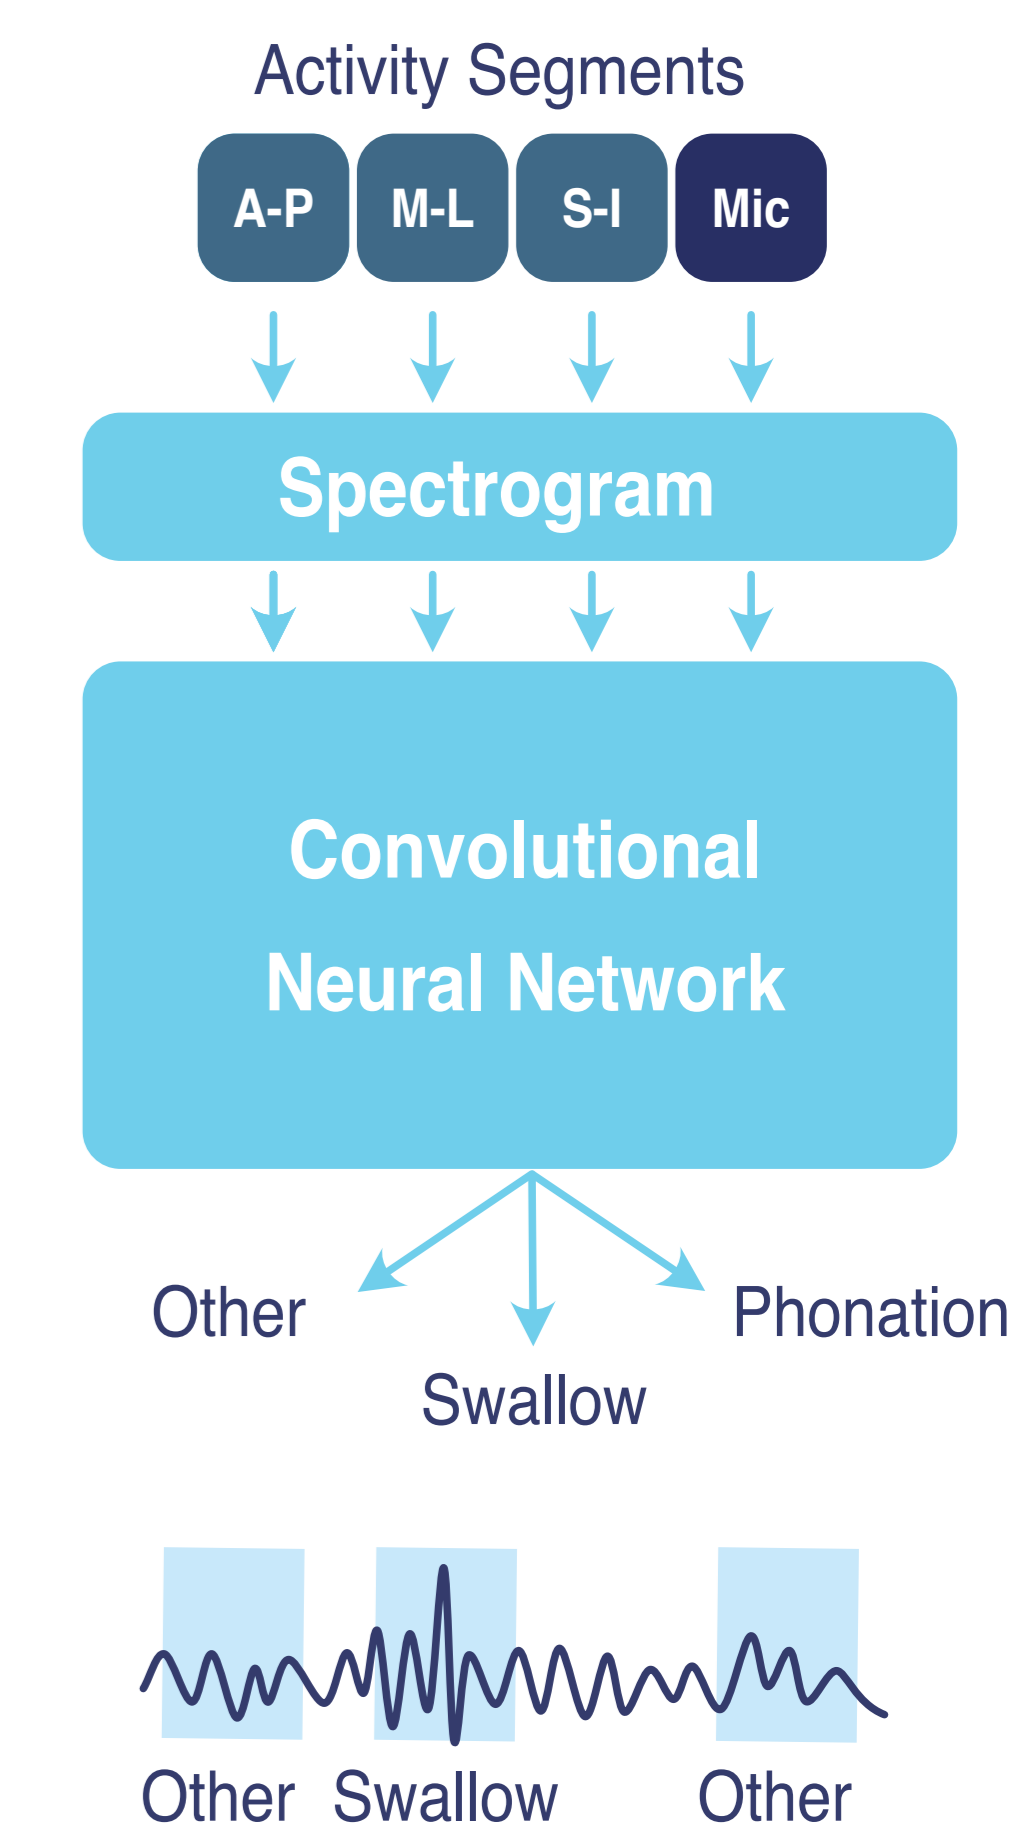 Activity Segments
A-P M-L S-I Mic
Spectrogram
Convolutional
Neural Network
Other Phonation
Swallow
Other Swallow Other